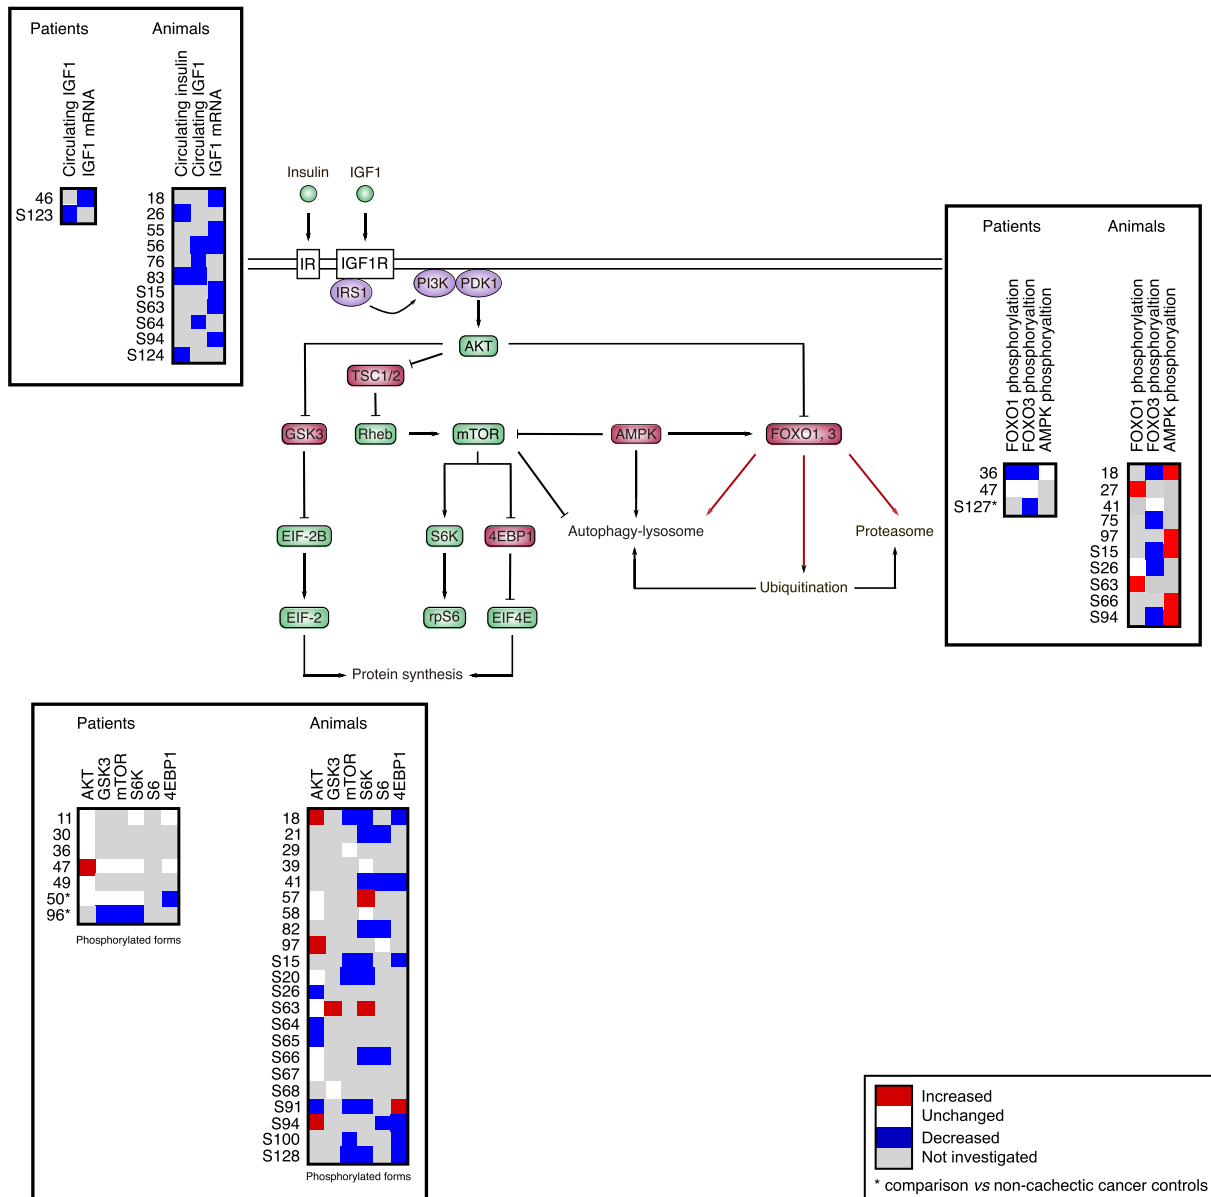 Patients
Animals
Circulating IGF1
IGF1 mRNA
Circulating insulin
Circulating IGF1
IGF1 mRNA
46
S123
18
26
55
56
76
83
S15
S63
S64
S94
S124
Insulin
IGF1
IR
IGF1R
IRS1
PI3K
PDK1
AKT
TSC1/2
GSK3
Rheb
mTOR
AMPK
FOXO1, 3
EIF-2B
S6K
4EBP1
Autophagy-lysosome
Proteasome
Ubiquitination
EIF-2
rpS6
EIF4E
Protein synthesis
Patients
Animals
FOXO1 phosphorylation
FOXO3 phosphoryaltion
AMPK phosphoryaltion
FOXO1 phosphorylation
FOXO3 phosphoryaltion
AMPK phosphoryaltion
36
47
S127*
18
27
41
75
97
S15
S26
S63
S66
S94
Patients
Animals
AKT
GSK3
mTOR
S6K
S6
4EBP1
AKT
GSK3
mTOR
S6K
S6
4EBP1
11
30
36
47
49
50*
96*
Phosphorylated forms
18
21
29
39
41
57
58
82
97
S15
S20
S26
S63
S64
S65
S66
S67
S68
S91
S94
S100
S128
Phosphorylated forms
Increased
Unchanged
Decreased
Not investigated
* comparison vs non-cachectic cancer controls